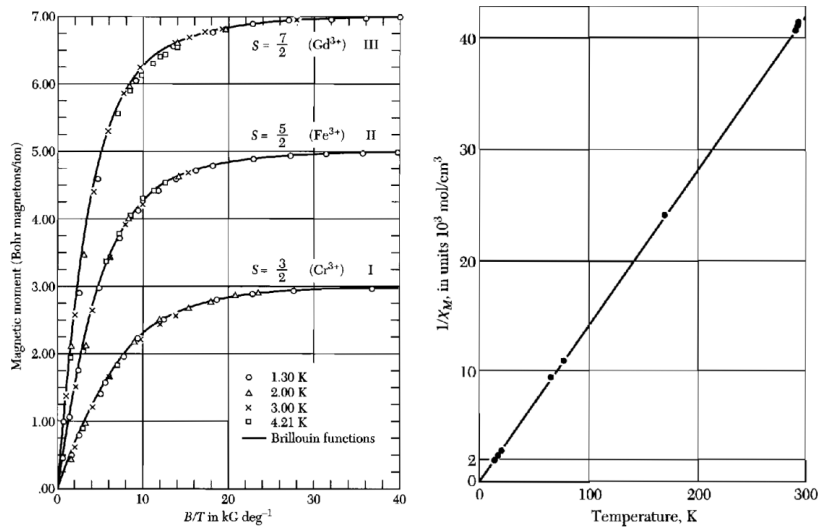 7.00
6.00
5.00
4.00
3.00
2.00
1.00
.00
Magnetic moment (Bohr magnetons/ion)
S = 7/2 (Gd³⁺) III
S = 5/2 (Fe³⁺) II
S = 3/2 (Cr³⁺) I
1.30 K
2.00 K
3.00 K
4.21 K
Brillouin functions
0 10 20 30 40
B/T in kG deg⁻¹
40
30
20
10
2
0
1/χM, in units 10³ mol/cm³
0 100 200 300
Temperature, K